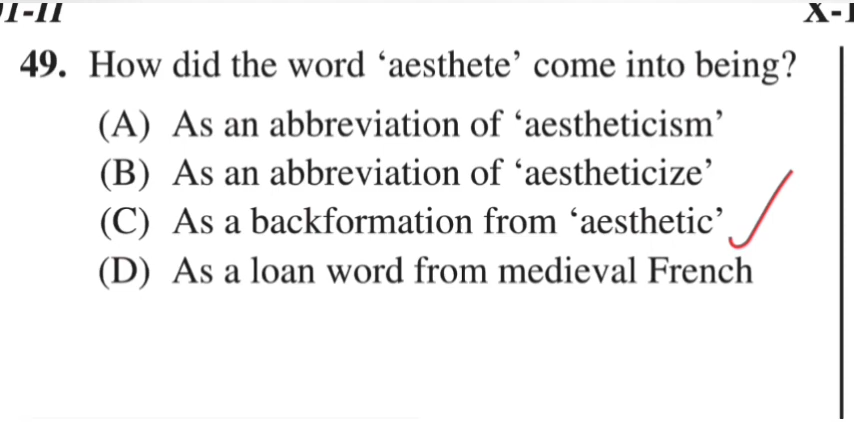 49. How did the word ‘aesthete’ come into being?
(A) As an abbreviation of ‘aestheticism’
(B) As an abbreviation of ‘aestheticize’
(C) As a backformation from ‘aesthetic’
(D) As a loan word from medieval French